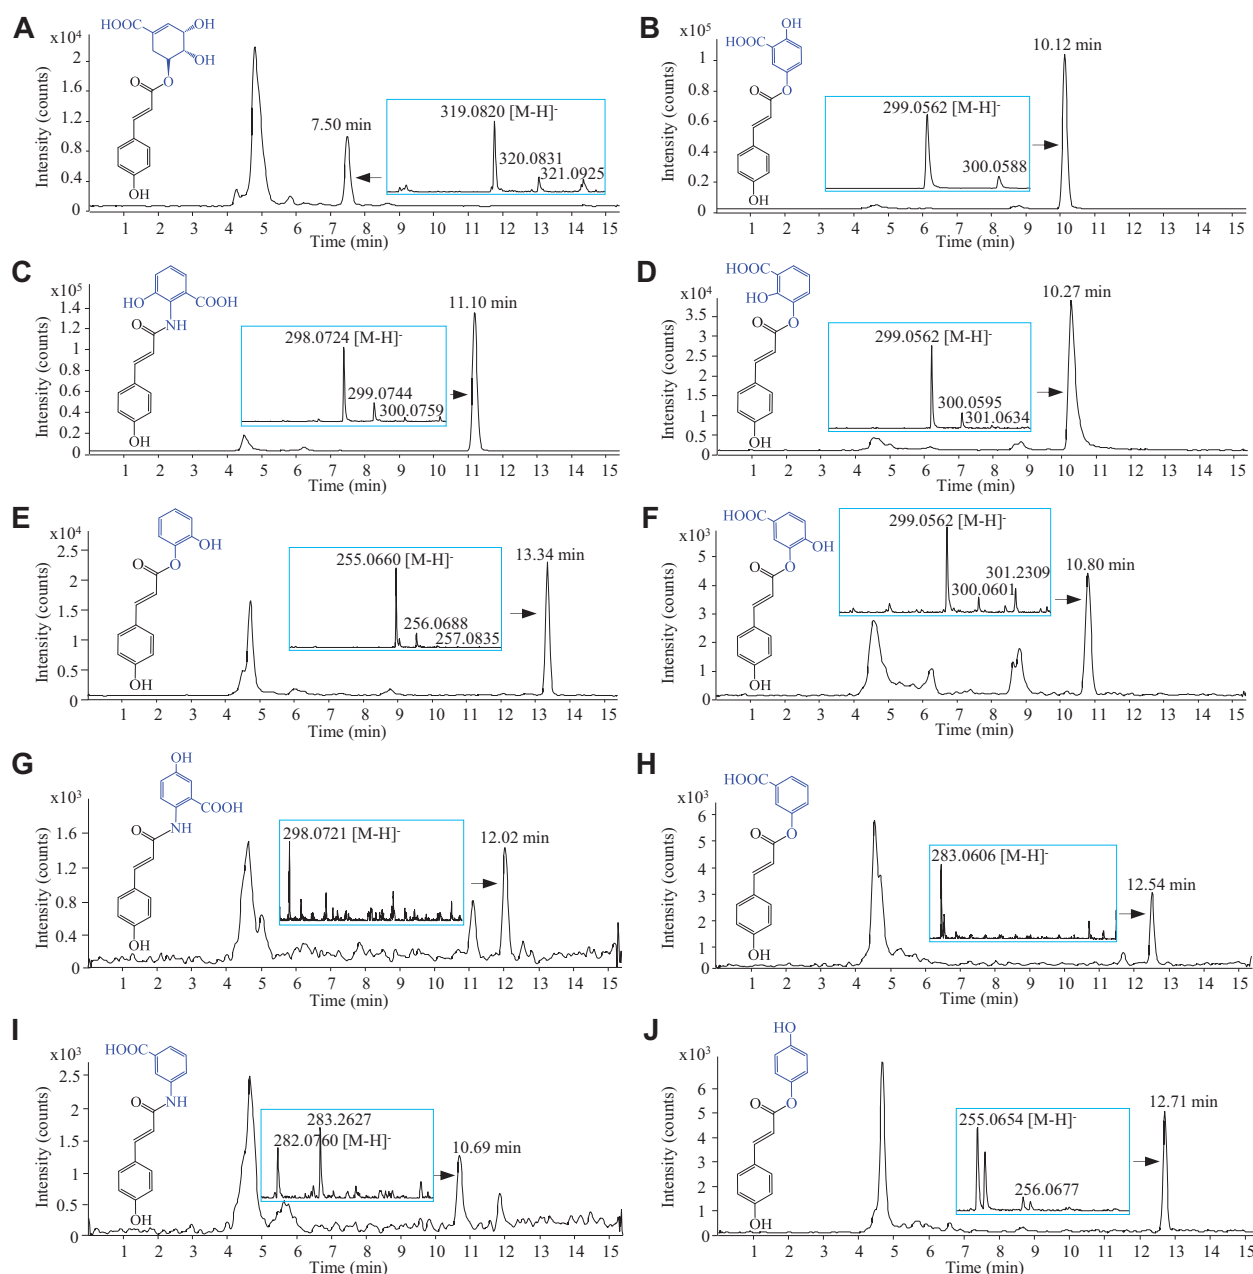 A
HOOC
OH
OH
O
O
OH
x10⁴
2
1.6
1.2
0.8
0.4
0
Intensity (counts)
7.50 min
319.0820 [M-H]⁻
320.0831
321.0925
1 2 3 4 5 6 7 8 9 10 11 12 13 14 15
Time (min)
B
OH
HOOC
O
O
OH
x10⁵
1
0.8
0.6
0.4
0.2
0
Intensity (counts)
10.12 min
299.0562 [M-H]⁻
300.0588
1 2 3 4 5 6 7 8 9 10 11 12 13 14 15
Time (min)
C
HO
COOH
O
NH
OH
x10⁵
1.4
1.2
1
0.8
0.6
0.4
0.2
0
Intensity (counts)
11.10 min
298.0724 [M-H]⁻
299.0744
300.0759
1 2 3 4 5 6 7 8 9 10 11 12 13 14 15
Time (min)
D
HOOC
HO
O
O
OH
x10⁴
4
3.5
3
2.5
2
1.5
1
0.5
0
Intensity (counts)
10.27 min
299.0562 [M-H]⁻
300.0595
301.0634
1 2 3 4 5 6 7 8 9 10 11 12 13 14 15
Time (min)
E
OH
O
O
OH
x10⁴
2.5
2
1.5
1
0.5
0
Intensity (counts)
13.34 min
255.0660 [M-H]⁻
256.0688
257.0835
1 2 3 4 5 6 7 8 9 10 11 12 13 14 15
Time (min)
F
HOOC
OH
O
O
OH
x10³
5
4
3
2
1
0
Intensity (counts)
10.80 min
299.0562 [M-H]⁻
300.0601
301.2309
1 2 3 4 5 6 7 8 9 10 11 12 13 14 15
Time (min)
G
OH
COOH
O
NH
OH
x10³
1.6
1.2
0.8
0.4
0
Intensity (counts)
12.02 min
298.0721 [M-H]⁻
1 2 3 4 5 6 7 8 9 10 11 12 13 14 15
Time (min)
H
HOOC
O
O
OH
x10³
6
5
4
3
2
1
0
Intensity (counts)
12.54 min
283.0606 [M-H]⁻
1 2 3 4 5 6 7 8 9 10 11 12 13 14 15
Time (min)
I
HOOC
O
NH
OH
x10³
2.5
2
1.5
1
0.5
0
Intensity (counts)
10.69 min
283.2627
282.0760 [M-H]⁻
1 2 3 4 5 6 7 8 9 10 11 12 13 14 15
Time (min)
J
HO
O
O
OH
x10³
7
6
5
4
3
2
1
0
Intensity (counts)
12.71 min
255.0654 [M-H]⁻
256.0677
1 2 3 4 5 6 7 8 9 10 11 12 13 14 15
Time (min)